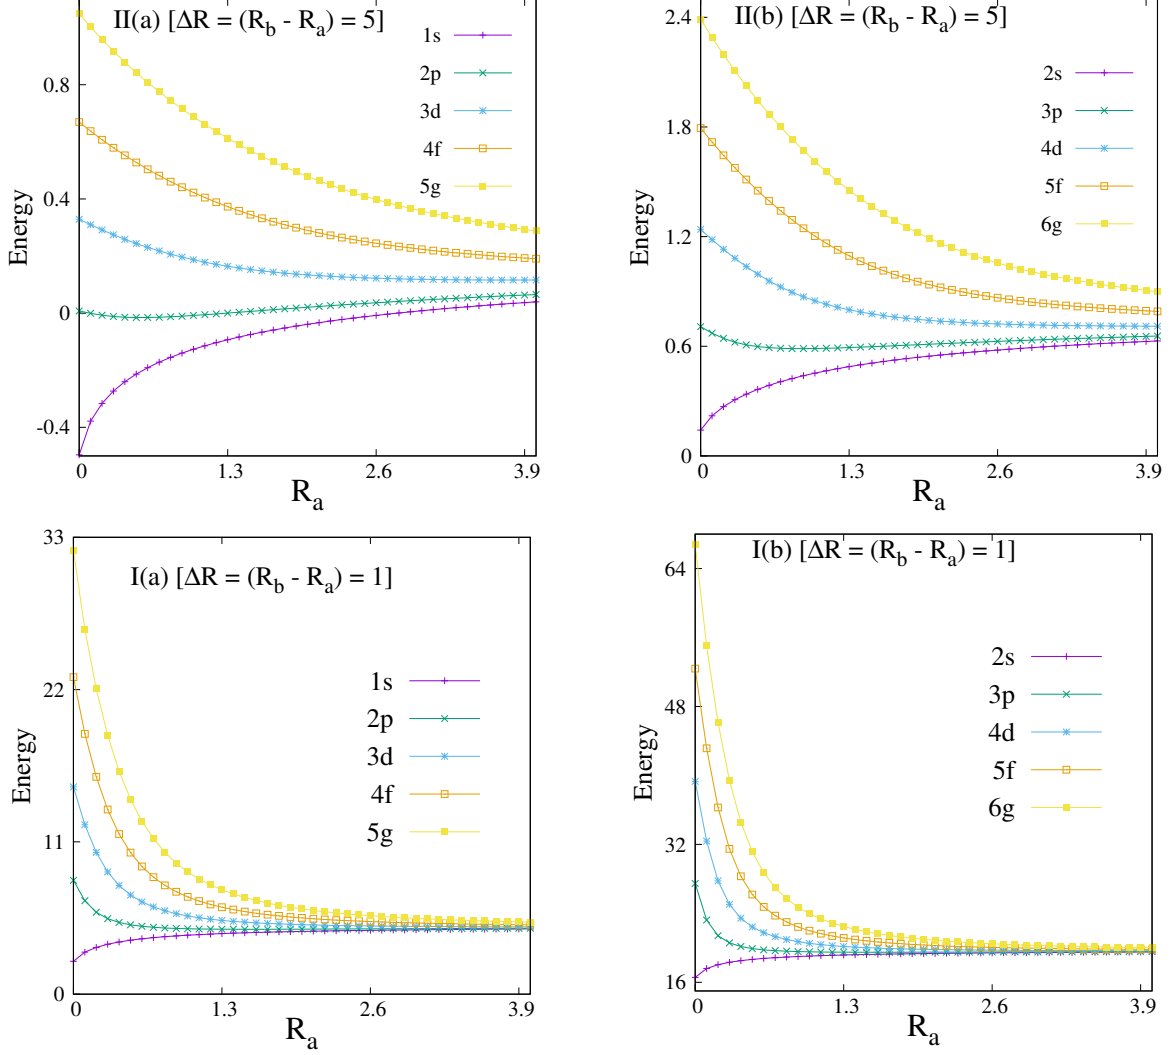 II(a) [ΔR = (R_b - R_a) = 5]
1s
2p
3d
4f
5g
0.8
0.4
0
-0.4
Energy
0
1.3
2.6
3.9
R_a
II(b) [ΔR = (R_b - R_a) = 5]
2s
3p
4d
5f
6g
2.4
1.8
1.2
0.6
0
Energy
0
1.3
2.6
3.9
R_a
I(a) [ΔR = (R_b - R_a) = 1]
1s
2p
3d
4f
5g
33
22
11
0
Energy
0
1.3
2.6
3.9
R_a
I(b) [ΔR = (R_b - R_a) = 1]
2s
3p
4d
5f
6g
64
48
32
16
Energy
0
1.3
2.6
3.9
R_a